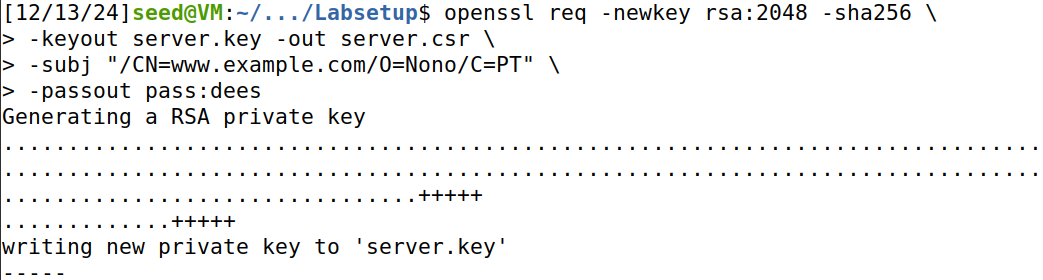 [12/13/24]seed@VM:~/.../Labsetup$ openssl req -newkey rsa:2048 -sha256 \
> -keyout server.key -out server.csr \
> -subj "/CN=www.example.com/O=Nono/C=PT" \
> -passout pass:dees
Generating a RSA private key
................................................................................
................................................................................
................................+++++
.............+++++
writing new private key to 'server.key'
-----